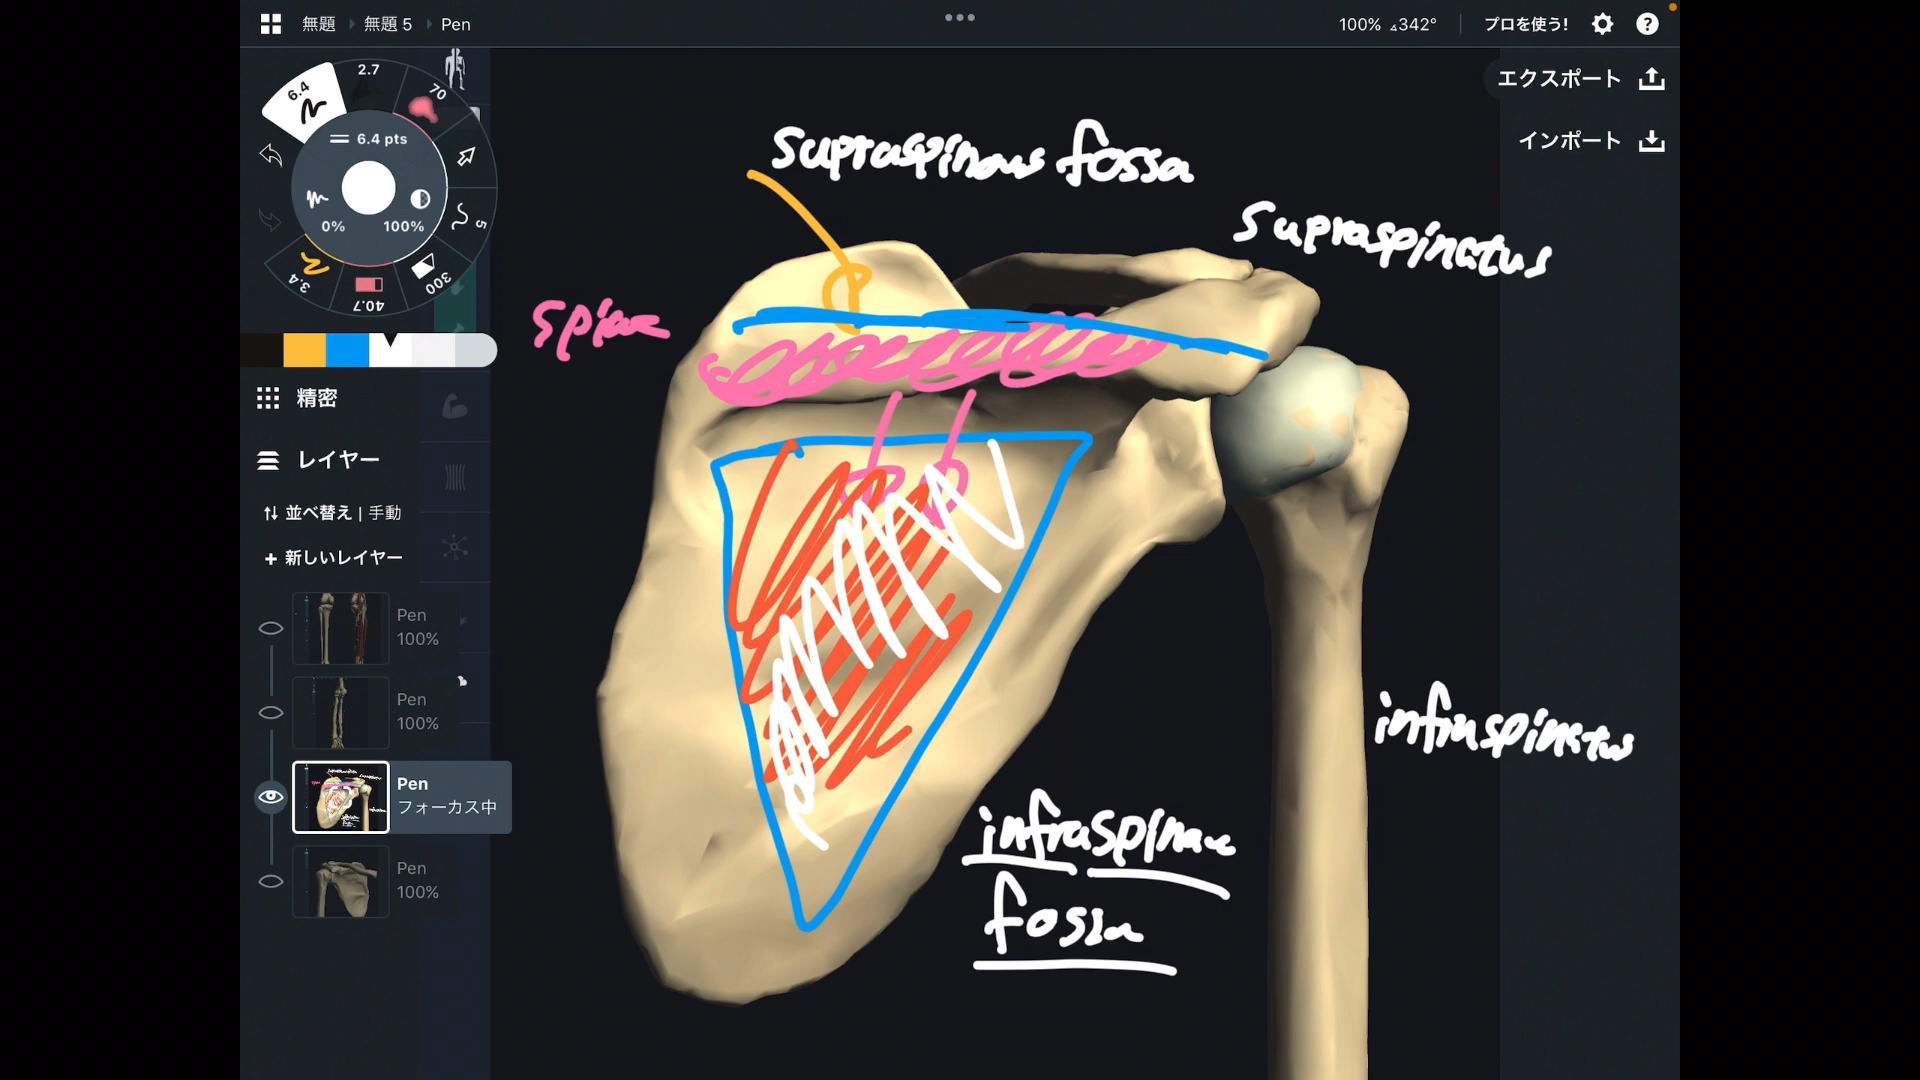 無題 無題 5 Pen
100% ⊿342° プロを使う! ?
エクスポート
インポート
2.7
6.4
70
6.4 pts
5
0% 100%
3.4
40.7
300
精密
レイヤー
並べ替え | 手動
+ 新しいレイヤー
Pen
100%
Pen
100%
Pen
フォーカス中
Pen
100%
supraspinous fossa
supraspinatus
spine
infraspinatus
infraspinous
fossa